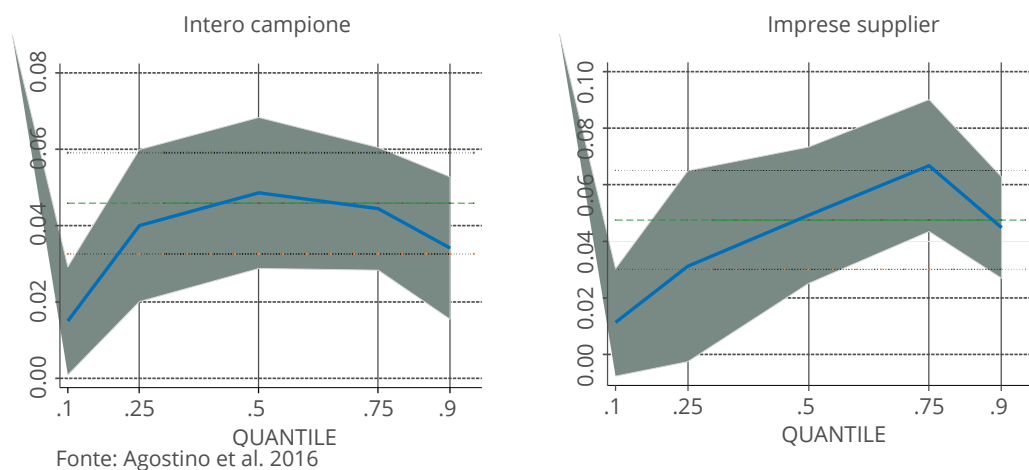 Intero campione
0.08
0.06
0.04
0.02
0.00
.1 .25 .5 .75 .9
QUANTILE
Imprese supplier
0.10
0.08
0.06
0.04
0.02
0.00
.1 .25 .5 .75 .9
QUANTILE
Fonte: Agostino et al. 2016